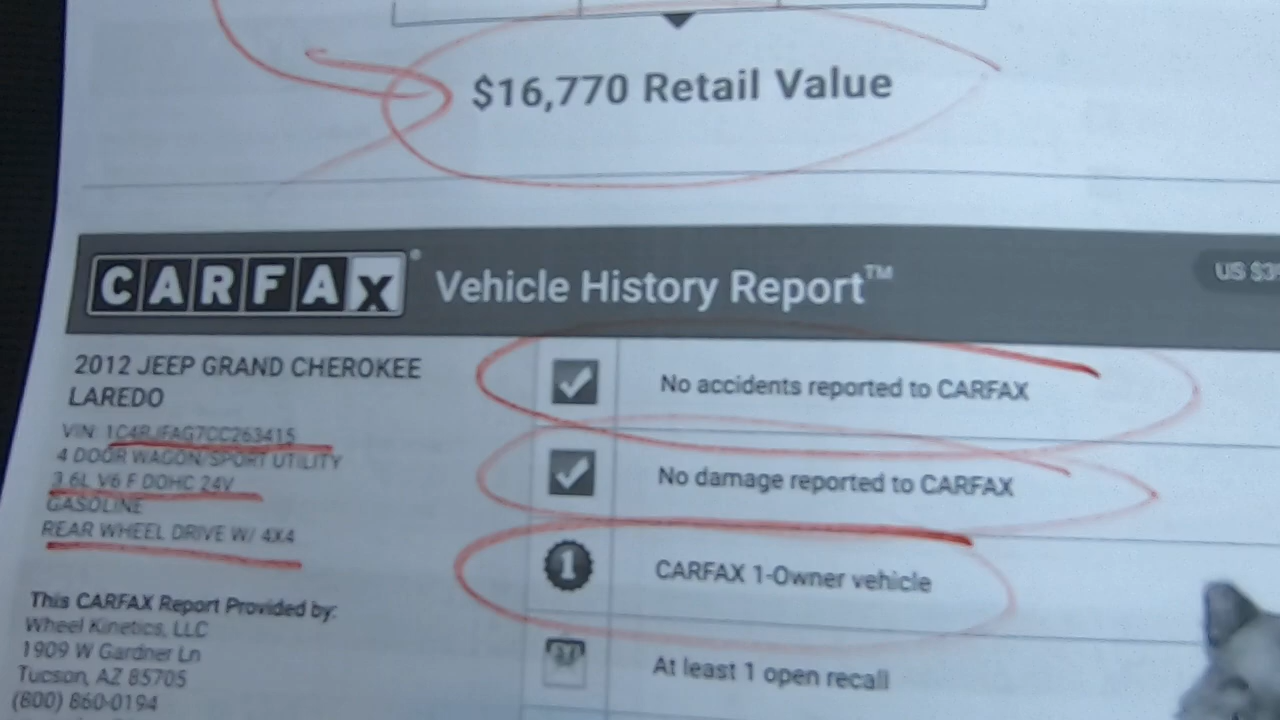 $16,770 Retail Value
CARFAX® Vehicle History Report™
US $3
2012 JEEP GRAND CHEROKEE
LAREDO
VIN: 1C4RJFAG7CC263415
4 DOOR WAGON/SPORT UTILITY
3.6L V6 F DOHC 24V
GASOLINE
REAR WHEEL DRIVE W/ 4X4
This CARFAX Report Provided by:
Wheel Kinetics, LLC
1909 W Gardner Ln
Tucson, AZ 85705
(800) 860-0194
No accidents reported to CARFAX
No damage reported to CARFAX
1
CARFAX 1-Owner vehicle
At least 1 open recall